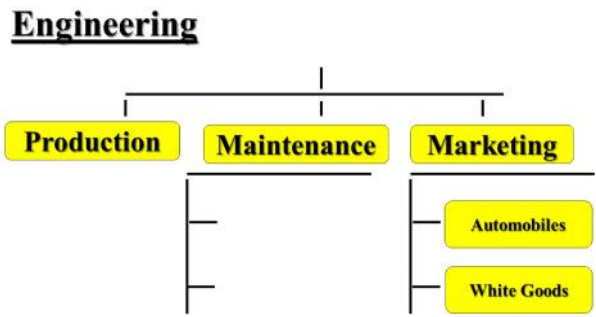 Engineering
Production
Maintenance
Marketing
Automobiles
White Goods